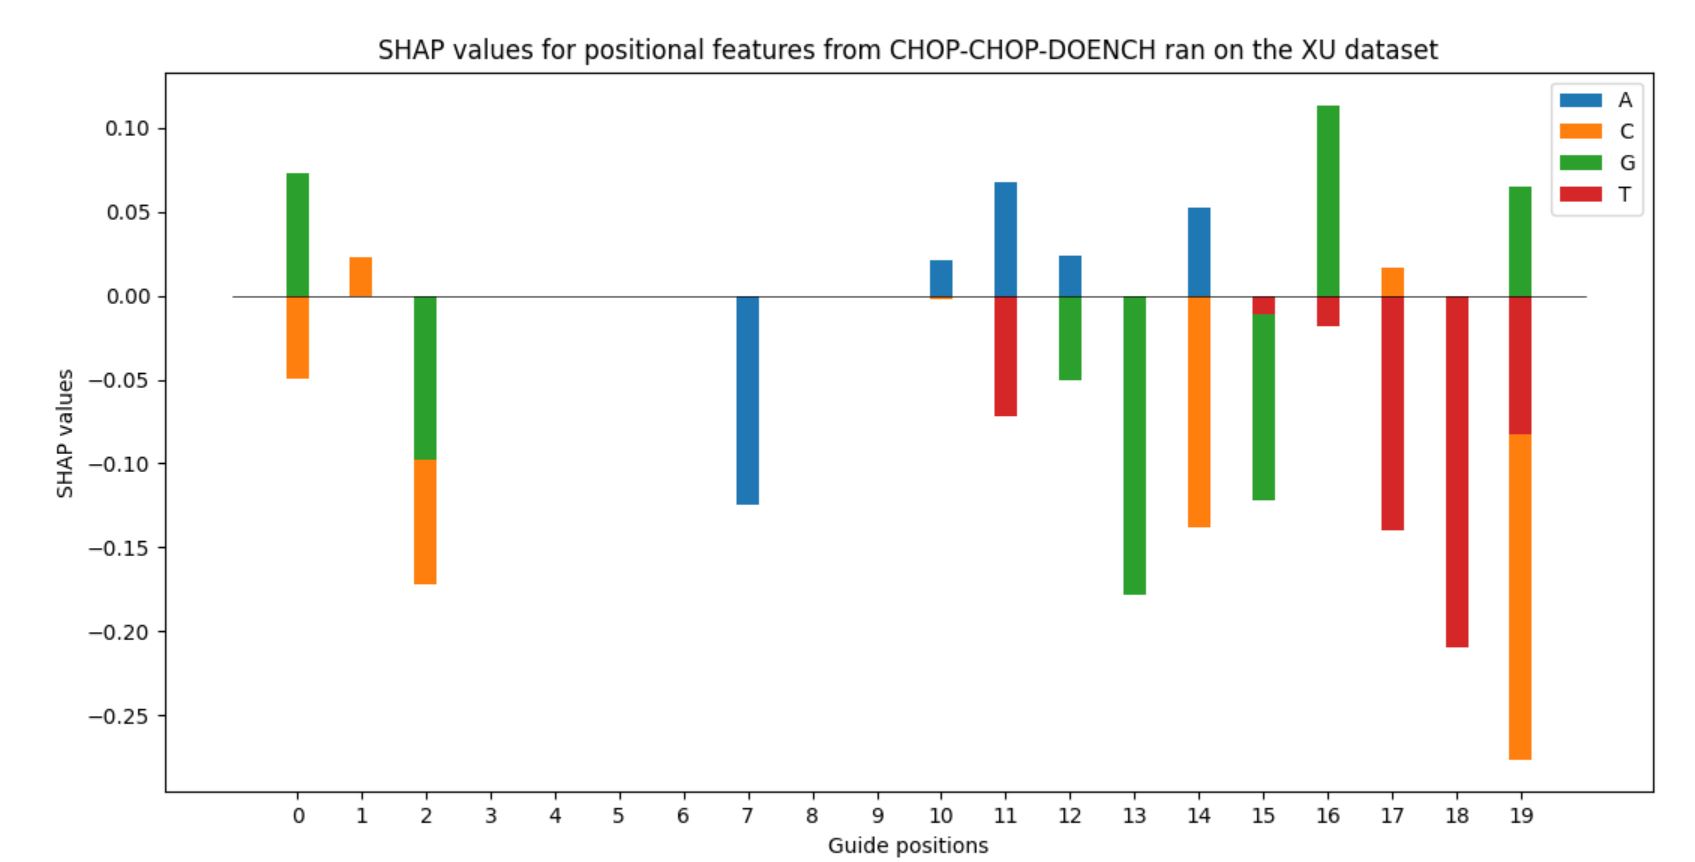 SHAP values for positional features from CHOP-CHOP-DOENCH ran on the XU dataset
A
C
G
T
0.10
0.05
0.00
−0.05
−0.10
−0.15
−0.20
−0.25
SHAP values
0 1 2 3 4 5 6 7 8 9 10 11 12 13 14 15 16 17 18 19
Guide positions